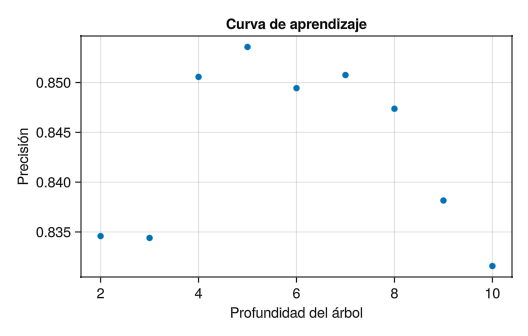 Curva de aprendizaje
Precisión
0.850
0.845
0.840
0.835
2 4 6 8 10
Profundidad del árbol